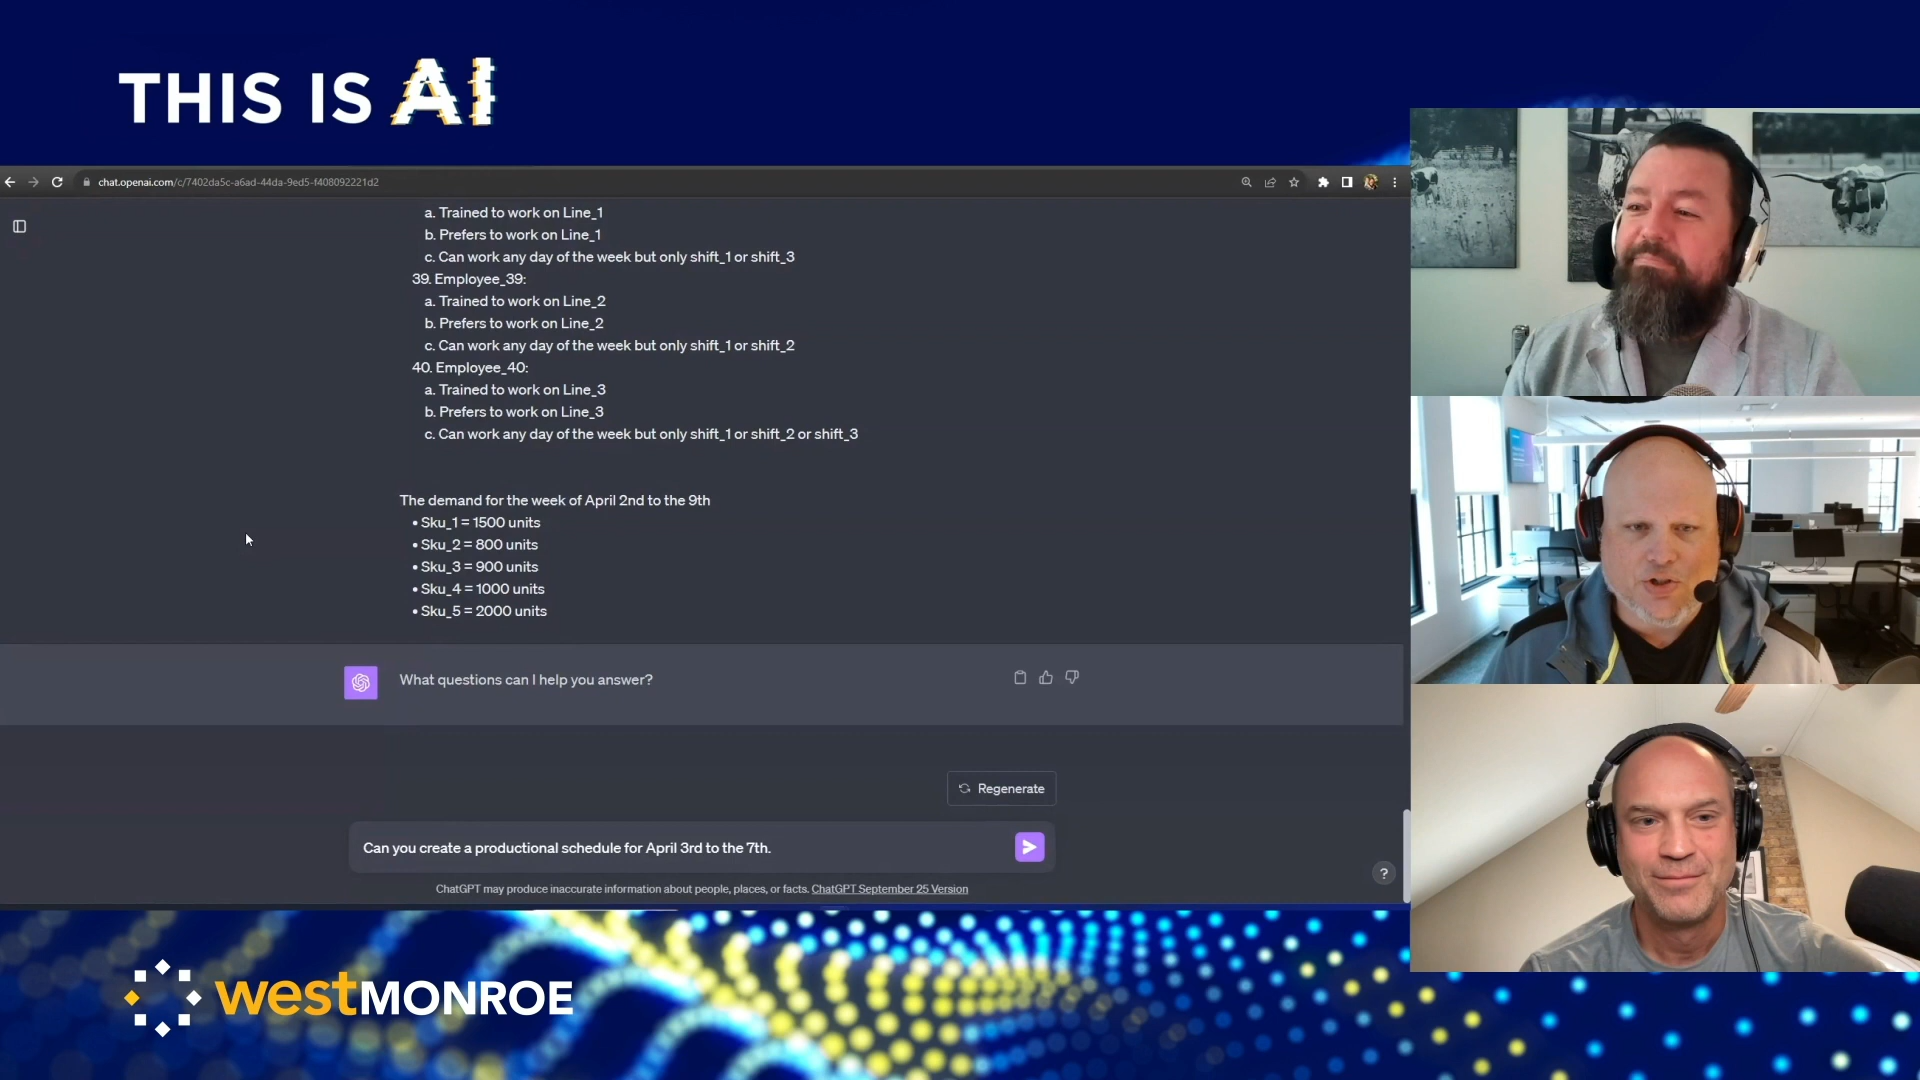 THIS IS AI
chat.openai.com/c/7402da5c-a6ad-44da-9ed5-f408092221d2
a. Trained to work on Line_1
b. Prefers to work on Line_1
c. Can work any day of the week but only shift_1 or shift_3
39. Employee_39:
a. Trained to work on Line_2
b. Prefers to work on Line_2
c. Can work any day of the week but only shift_1 or shift_2
40. Employee_40:
a. Trained to work on Line_3
b. Prefers to work on Line_3
c. Can work any day of the week but only shift_1 or shift_2 or shift_3
The demand for the week of April 2nd to the 9th
• Sku_1 = 1500 units
• Sku_2 = 800 units
• Sku_3 = 900 units
• Sku_4 = 1000 units
• Sku_5 = 2000 units
What questions can I help you answer?
Regenerate
Can you create a productional schedule for April 3rd to the 7th.
?
ChatGPT may produce inaccurate information about people, places, or facts. ChatGPT September 25 Version
westMONROE